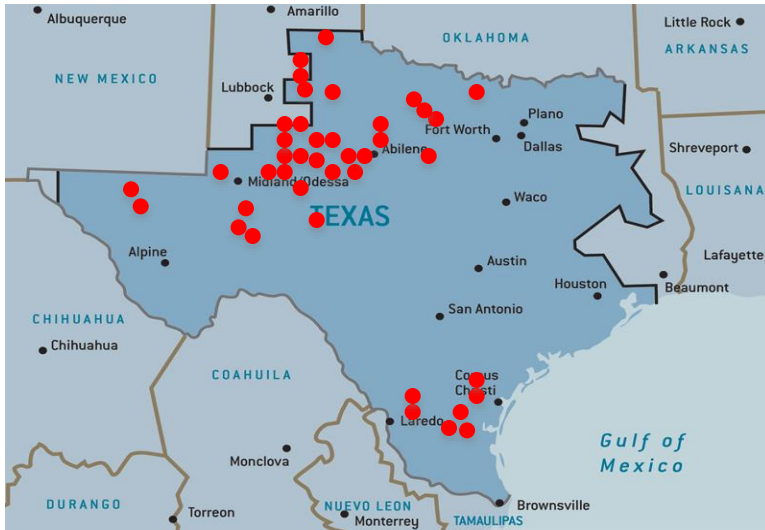 Albuquerque
Amarillo
OKLAHOMA
Little Rock
ARKANSAS
NEW MEXICO
Lubbock
Plano
Fort Worth
Dallas
Abilene
Shreveport
Midland/Odessa
LOUISANA
TEXAS
Waco
Alpine
Austin
Lafayette
Houston
Beaumont
San Antonio
CHIHUAHUA
Chihuahua
COAHUILA
Laredo
Gulf of
Mexico
Monclova
DURANGO
Torreon
NUEVO LEON
Monterrey
Brownsville
TAMAULIPAS